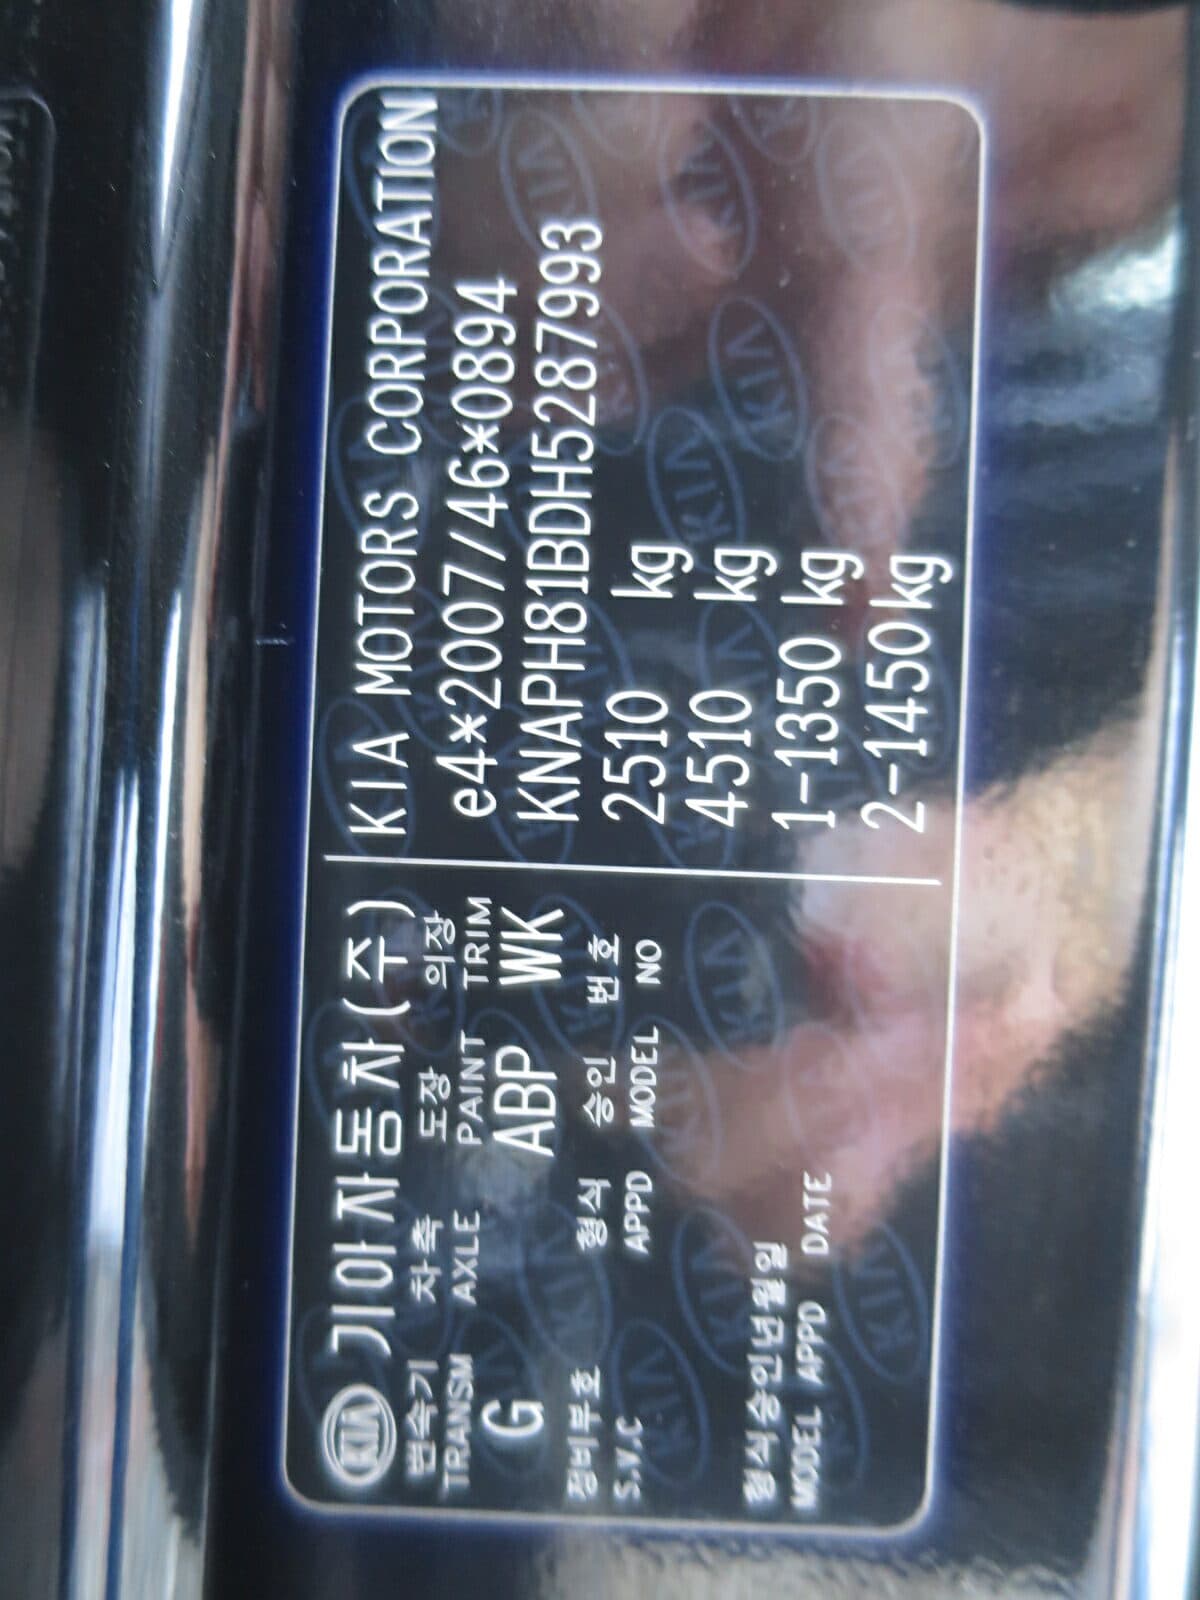 KIA 기아자동차(주)
변속기 차축 도장 의장
TRANSM AXLE PAINT TRIM
G ABP WK
정비부호 형식 승인 번호
S.V.C APPD MODEL NO
형식승인년월일
MODEL APPD DATE
KIA MOTORS CORPORATION
e4*2007/46*0894
KNAPH81BDH5287993
2510 kg
4510 kg
1-1350 kg
2-1450kg